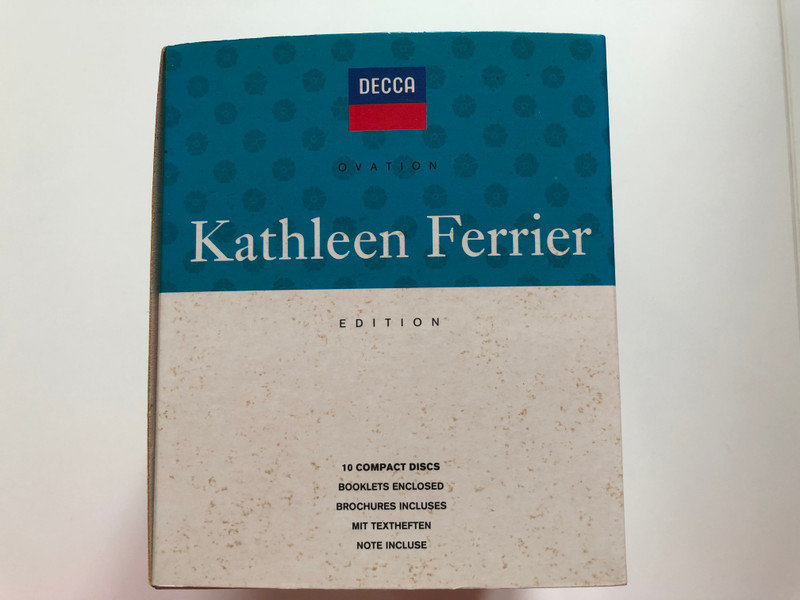 DECCA
OVATION
Kathleen Ferrier
EDITION
10 COMPACT DISCS
BOOKLETS ENCLOSED
BROCHURES INCLUSES
MIT TEXTHEFTEN
NOTE INCLUSE